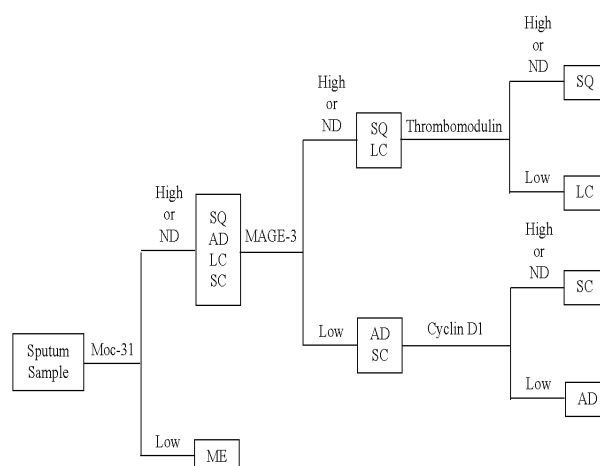 High
or
ND
SQ
High
or
ND
SQ
LC
Thrombomodulin
Low
LC
High
or
ND
SQ
AD
LC
SC
MAGE-3
High
or
ND
SC
Sputum
Sample
Moc-31
Low
AD
SC
Cyclin D1
Low
AD
Low
ME